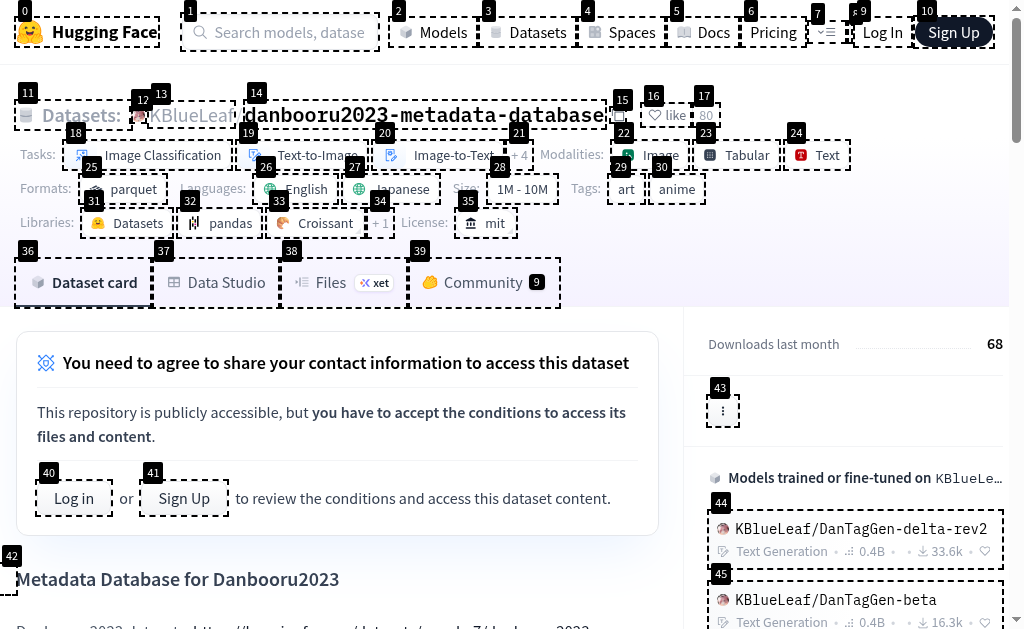 0 1 2 3 4 5 6 7 8 9 10
Hugging Face
Search models, datase
Models
Datasets
Spaces
Docs
Pricing
Log In
Sign Up
11 12 13 14 15 16 17
Datasets:
KBlueLeaf
danbooru2023-metadata-database
like
80
18 19 20 21 22 23 24
Tasks:
Image Classification
Text-to-Image
Image-to-Text
+ 4
Modalities:
Image
Tabular
Text
25 26 27 28 29 30
Formats:
parquet
Languages:
English
Japanese
Size:
1M - 10M
Tags:
art
anime
31 32 33 34 35
Libraries:
Datasets
pandas
Croissant
+ 1
License:
mit
36 37 38 39
Dataset card
Data Studio
Files
xet
Community
9
You need to agree to share your contact information to access this dataset
This repository is publicly accessible, but you have to accept the conditions to access its
files and content.
40 41
Log in or Sign Up to review the conditions and access this dataset content.
42
Metadata Database for Danbooru2023
Downloads last month
68
43
Models trained or fine-tuned on KBlueLe…
44
KBlueLeaf/DanTagGen-delta-rev2
Text Generation • 0.4B • • 33.6k •
45
KBlueLeaf/DanTagGen-beta
Text Generation • 0.4B • • 16.3k •